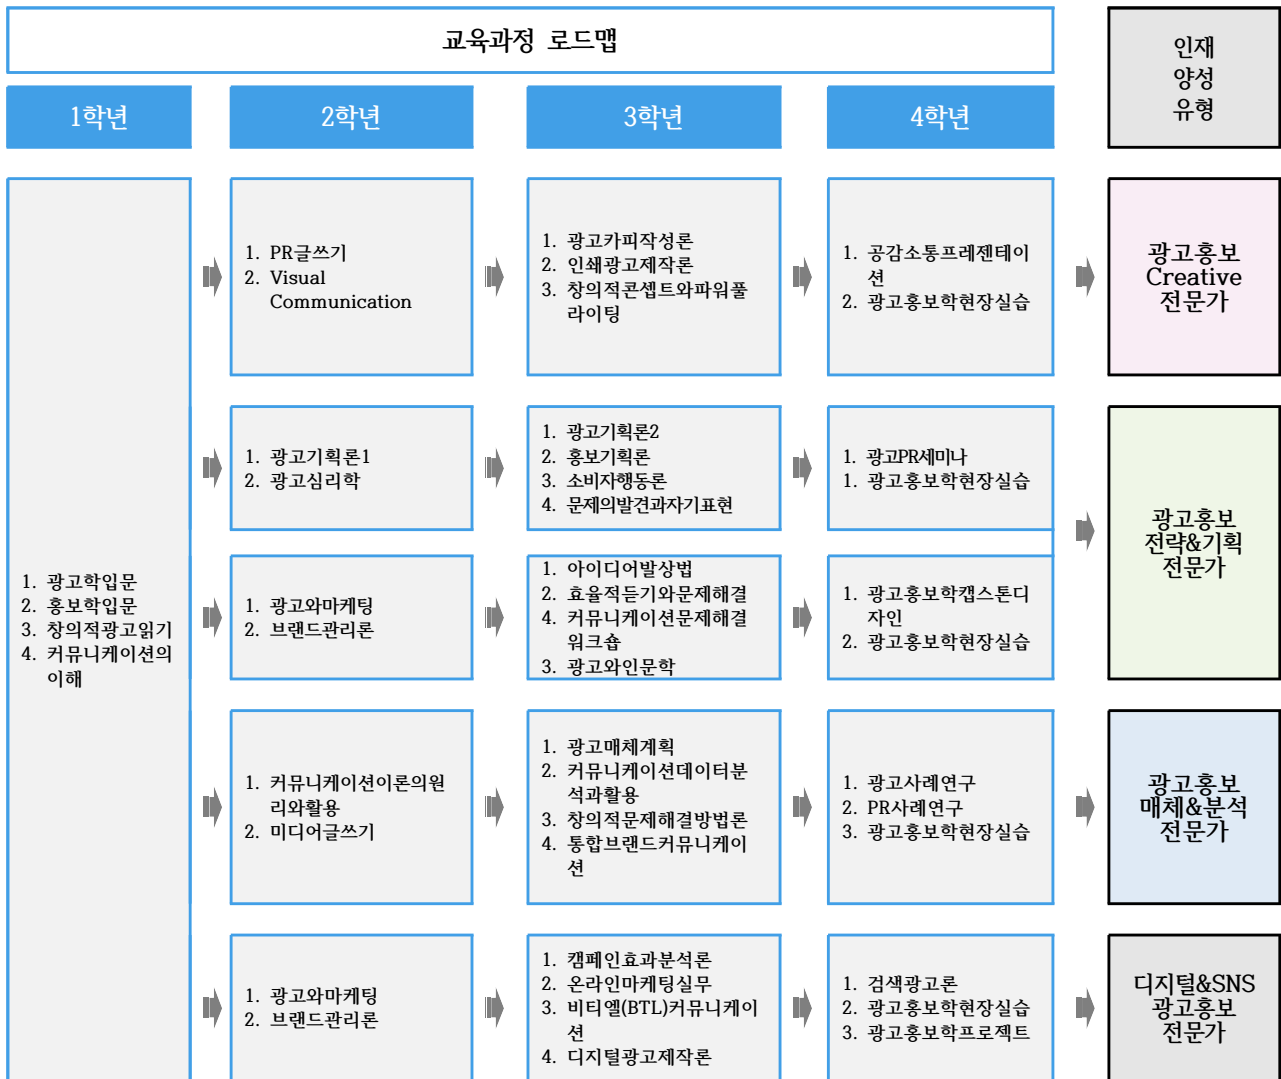 교육과정 로드맵
인재
양성
유형
1학년
2학년
3학년
4학년
1. 광고학입문
2. 홍보학입문
3. 창의적광고읽기
4. 커뮤니케이션의
이해
1. PR글쓰기
2. Visual
Communication
1. 광고카피작성론
2. 인쇄광고제작론
3. 창의적콘셉트와파워풀
라이팅
1. 공감소통프레젠테이
션
2. 광고홍보학현장실습
광고홍보
Creative
전문가
1. 광고기획론1
2. 광고심리학
1. 광고기획론2
2. 홍보기획론
3. 소비자행동론
4. 문제의발견과자기표현
1. 광고PR세미나
1. 광고홍보학현장실습
광고홍보
전략&기획
전문가
1. 광고와마케팅
2. 브랜드관리론
1. 아이디어발상법
2. 효율적듣기와문제해결
4. 커뮤니케이션문제해결
워크숍
3. 광고와인문학
1. 광고홍보학캡스톤디
자인
2. 광고홍보학현장실습
1. 커뮤니케이션이론의원
리와활용
2. 미디어글쓰기
1. 광고매체계획
2. 커뮤니케이션데이터분
석과활용
3. 창의적문제해결방법론
4. 통합브랜드커뮤니케이
션
1. 광고사례연구
2. PR사례연구
3. 광고홍보학현장실습
광고홍보
매체&분석
전문가
1. 광고와마케팅
2. 브랜드관리론
1. 캠페인효과분석론
2. 온라인마케팅실무
3. 비티엘(BTL)커뮤니케이
션
4. 디지털광고제작론
1. 검색광고론
2. 광고홍보학현장실습
3. 광고홍보학프로젝트
디지털&SNS
광고홍보
전문가